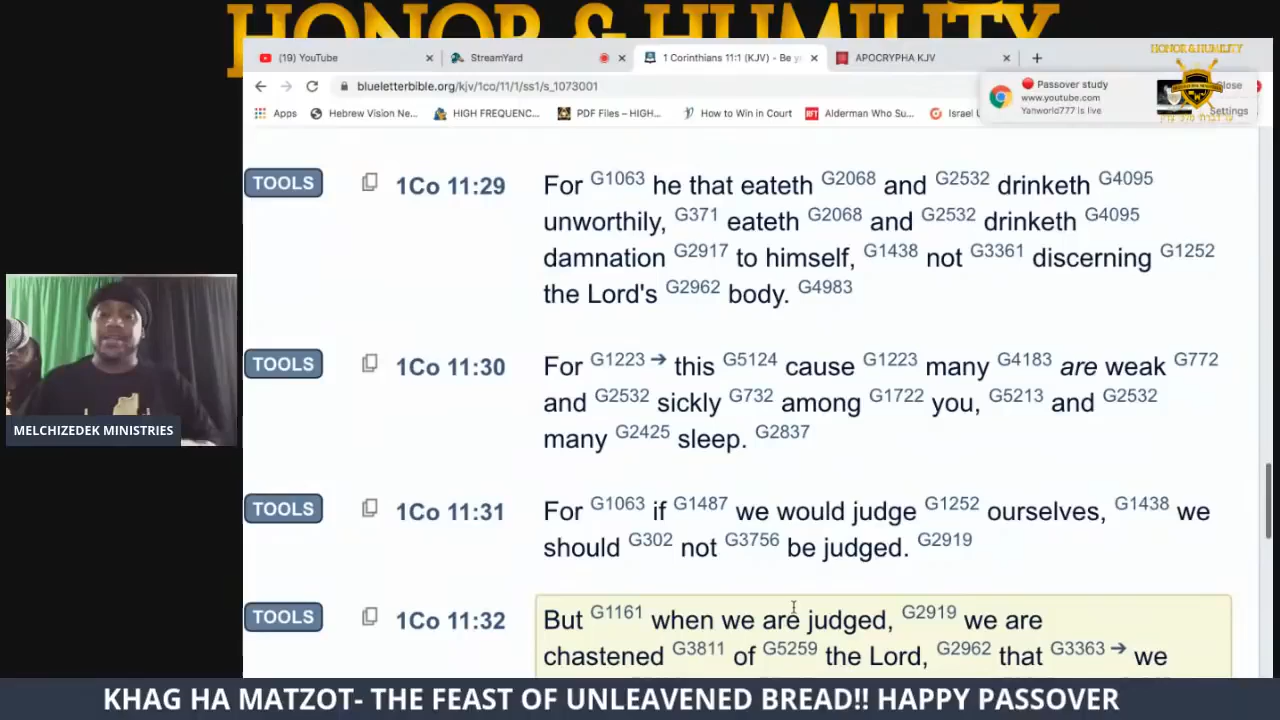 HONOR & HUMILITY
(19) YouTube
StreamYard
1 Corinthians 11:1 (KJV) - Be y
APOCRYPHA KJV
HONOR & HUMILITY
blueletterbible.org/kjv/1co/11/1/ss1/s_1073001
Passover study
www.youtube.com
Yanworld777 is live
Close
Settings
Apps
Hebrew Vision Ne...
HIGH FREQUENC...
PDF Files – HIGH...
How to Win in Court
Alderman Who Su...
Israel
TOOLS
1Co 11:29
For G1063 he that eateth G2068 and G2532 drinketh G4095
unworthily, G371 eateth G2068 and G2532 drinketh G4095
damnation G2917 to himself, G1438 not G3361 discerning G1252
the Lord's G2962 body. G4983
TOOLS
1Co 11:30
For G1223 → this G5124 cause G1223 many G4183 are weak G772
and G2532 sickly G732 among G1722 you, G5213 and G2532
many G2425 sleep. G2837
TOOLS
1Co 11:31
For G1063 if G1487 we would judge G1252 ourselves, G1438 we
should G302 not G3756 be judged. G2919
TOOLS
1Co 11:32
But G1161 when we are judged, G2919 we are
chastened G3811 of G5259 the Lord, G2962 that G3363 → we
MELCHIZEDEK MINISTRIES
KHAG HA MATZOT- THE FEAST OF UNLEAVENED BREAD!! HAPPY PASSOVER